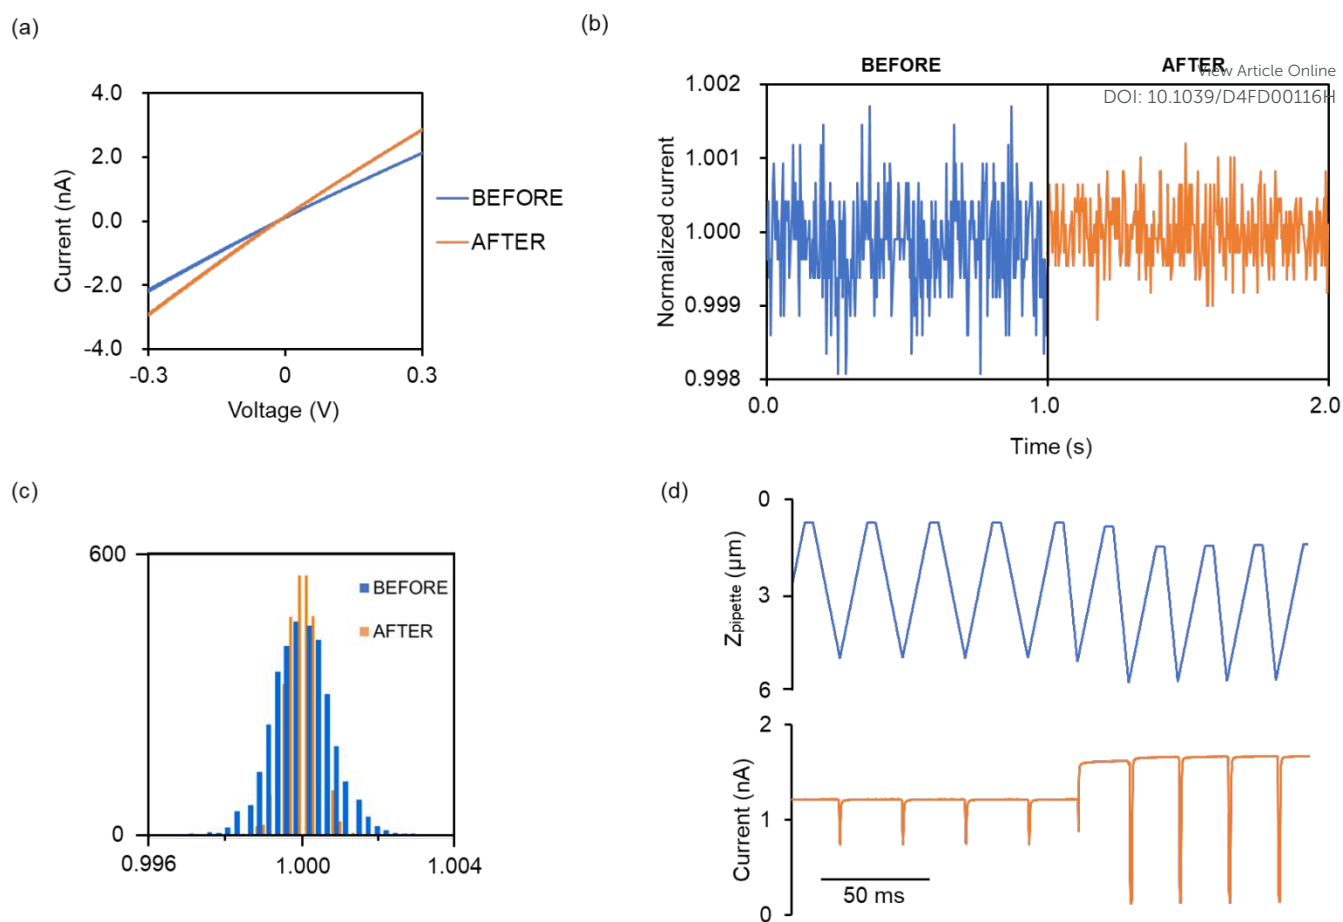 (a)
4.0
2.0
0.0
-2.0
-4.0
Current (nA)
-0.3
0
0.3
Voltage (V)
BEFORE
AFTER
(b)
BEFORE
AFTER
View Article Online
DOI: 10.1039/D4FD00116H
1.002
1.001
1.000
0.999
0.998
Normalized current
0.0
1.0
2.0
Time (s)
(c)
600
0
BEFORE
AFTER
0.996
1.000
1.004
(d)
0
3
6
Zpipette (µm)
2
1
0
Current (nA)
50 ms